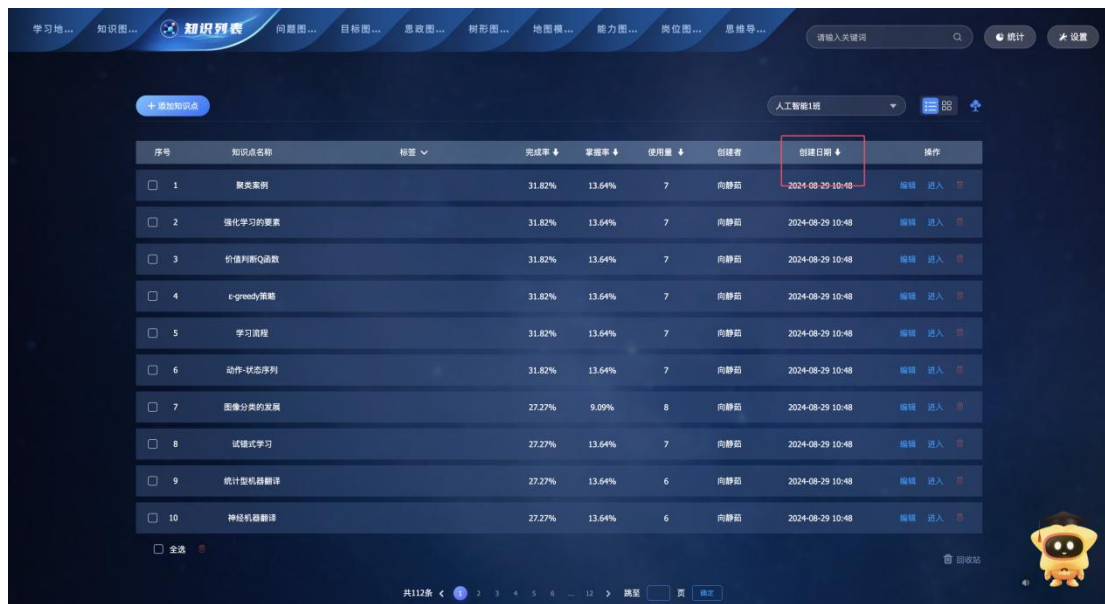 学习地... 知识图... 知识列表 问题图... 目标图... 思政图... 树形图... 地图模... 能力图... 岗位图... 思维导... 请输入关键词 统计 设置
+ 添加知识点 人工智能1班
序号 知识点名称 标签 完成率 掌握率 使用量 创建者 创建日期 操作
1 聚类案例 31.82% 13.64% 7 向静茹 2024-08-29 10:48 编辑 进入
2 强化学习的要素 31.82% 13.64% 7 向静茹 2024-08-29 10:48 编辑 进入
3 价值判断Q函数 31.82% 13.64% 7 向静茹 2024-08-29 10:48 编辑 进入
4 ε-greedy策略 31.82% 13.64% 7 向静茹 2024-08-29 10:48 编辑 进入
5 学习流程 31.82% 13.64% 7 向静茹 2024-08-29 10:48 编辑 进入
6 动作-状态序列 31.82% 13.64% 7 向静茹 2024-08-29 10:48 编辑 进入
7 图像分类的发展 27.27% 9.09% 8 向静茹 2024-08-29 10:48 编辑 进入
8 试错式学习 27.27% 13.64% 7 向静茹 2024-08-29 10:48 编辑 进入
9 统计型机器翻译 27.27% 13.64% 6 向静茹 2024-08-29 10:48 编辑 进入
10 神经机器翻译 27.27% 13.64% 6 向静茹 2024-08-29 10:48 编辑 进入
全选 回收站
共112条 < 1 2 3 4 5 6 ... 12 > 跳至 页 确定